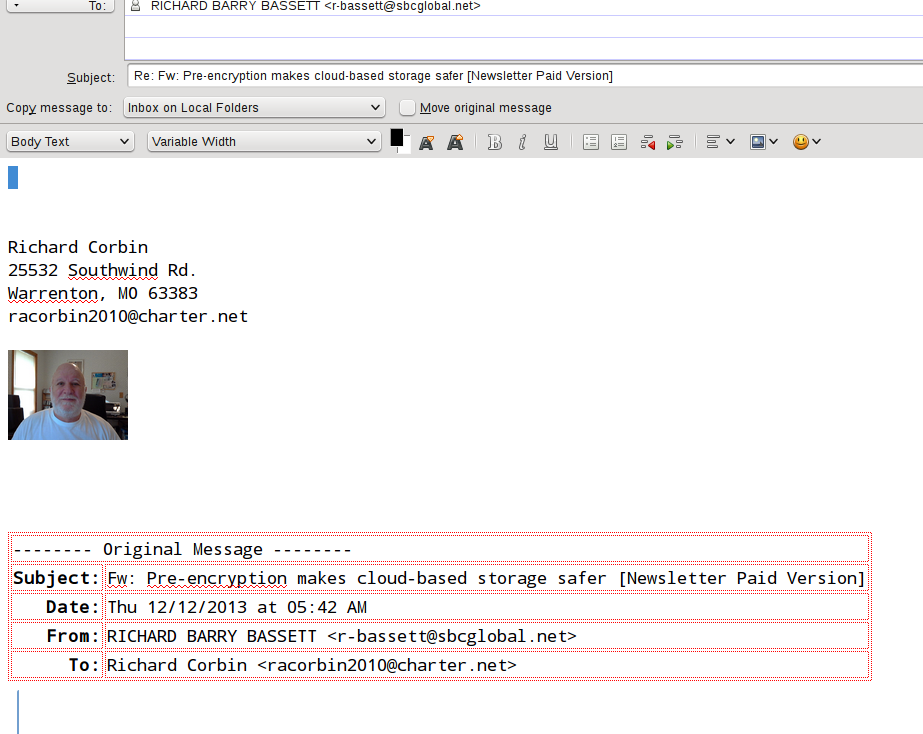 To: RICHARD BARRY BASSETT <r-bassett@sbcglobal.net>
Subject: Re: Fw: Pre-encryption makes cloud-based storage safer [Newsletter Paid Version]
Copy message to: Inbox on Local Folders Move original message
Body Text Variable Width
Richard Corbin
25532 Southwind Rd.
Warrenton, MO 63383
racorbin2010@charter.net
-------- Original Message --------
Subject: Fw: Pre-encryption makes cloud-based storage safer [Newsletter Paid Version]
Date: Thu 12/12/2013 at 05:42 AM
From: RICHARD BARRY BASSETT <r-bassett@sbcglobal.net>
To: Richard Corbin <racorbin2010@charter.net>